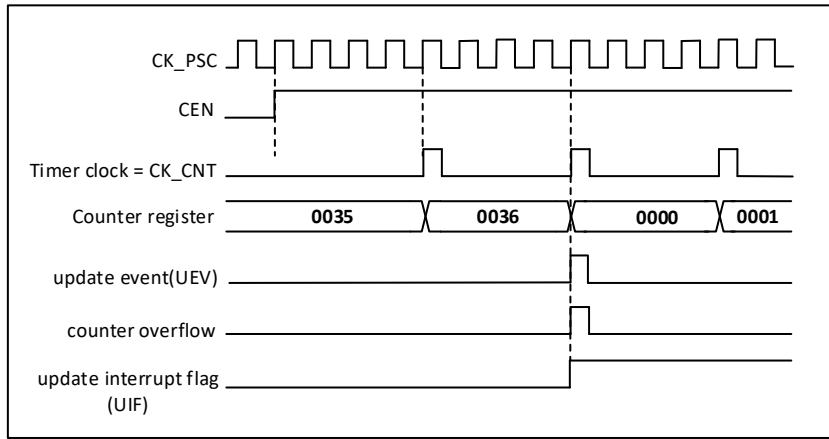 CK_PSC
CEN
Timer clock = CK_CNT
Counter register 0035 0036 0000 0001
update event(UEV)
counter overflow
update interrupt flag
(UIF)